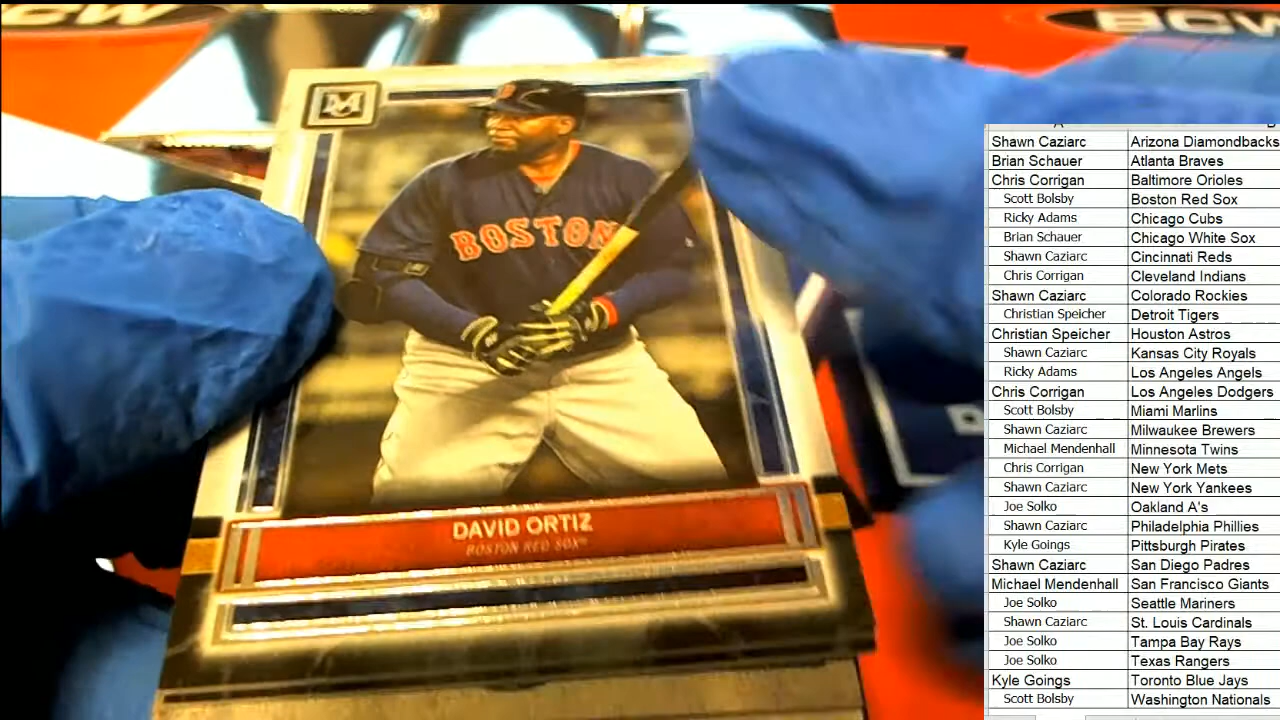 BCW
BCW
M
B
BOSTON
DAVID ORTIZ
BOSTON RED SOX™
Shawn Caziarc Arizona Diamondbacks
Brian Schauer Atlanta Braves
Chris Corrigan Baltimore Orioles
Scott Bolsby Boston Red Sox
Ricky Adams Chicago Cubs
Brian Schauer Chicago White Sox
Shawn Caziarc Cincinnati Reds
Chris Corrigan Cleveland Indians
Shawn Caziarc Colorado Rockies
Christian Speicher Detroit Tigers
Christian Speicher Houston Astros
Shawn Caziarc Kansas City Royals
Ricky Adams Los Angeles Angels
Chris Corrigan Los Angeles Dodgers
Scott Bolsby Miami Marlins
Shawn Caziarc Milwaukee Brewers
Michael Mendenhall Minnesota Twins
Chris Corrigan New York Mets
Shawn Caziarc New York Yankees
Joe Solko Oakland A's
Shawn Caziarc Philadelphia Phillies
Kyle Goings Pittsburgh Pirates
Shawn Caziarc San Diego Padres
Michael Mendenhall San Francisco Giants
Joe Solko Seattle Mariners
Shawn Caziarc St. Louis Cardinals
Joe Solko Tampa Bay Rays
Joe Solko Texas Rangers
Kyle Goings Toronto Blue Jays
Scott Bolsby Washington Nationals